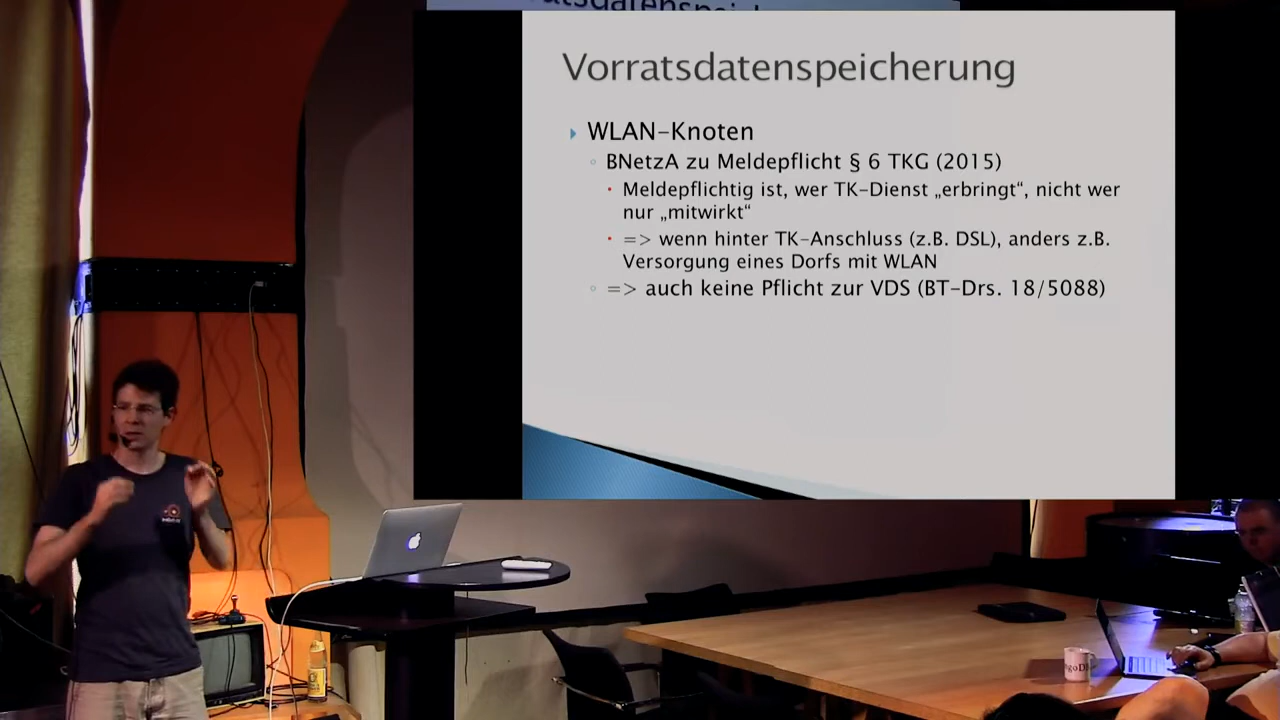 Vorratsdatenspeicherung
WLAN-Knoten
BNetzA zu Meldepflicht § 6 TKG (2015)
Meldepflichtig ist, wer TK-Dienst „erbringt“, nicht wer
nur „mitwirkt“
=> wenn hinter TK-Anschluss (z.B. DSL), anders z.B.
Versorgung eines Dorfs mit WLAN
=> auch keine Pflicht zur VDS (BT-Drs. 18/5088)